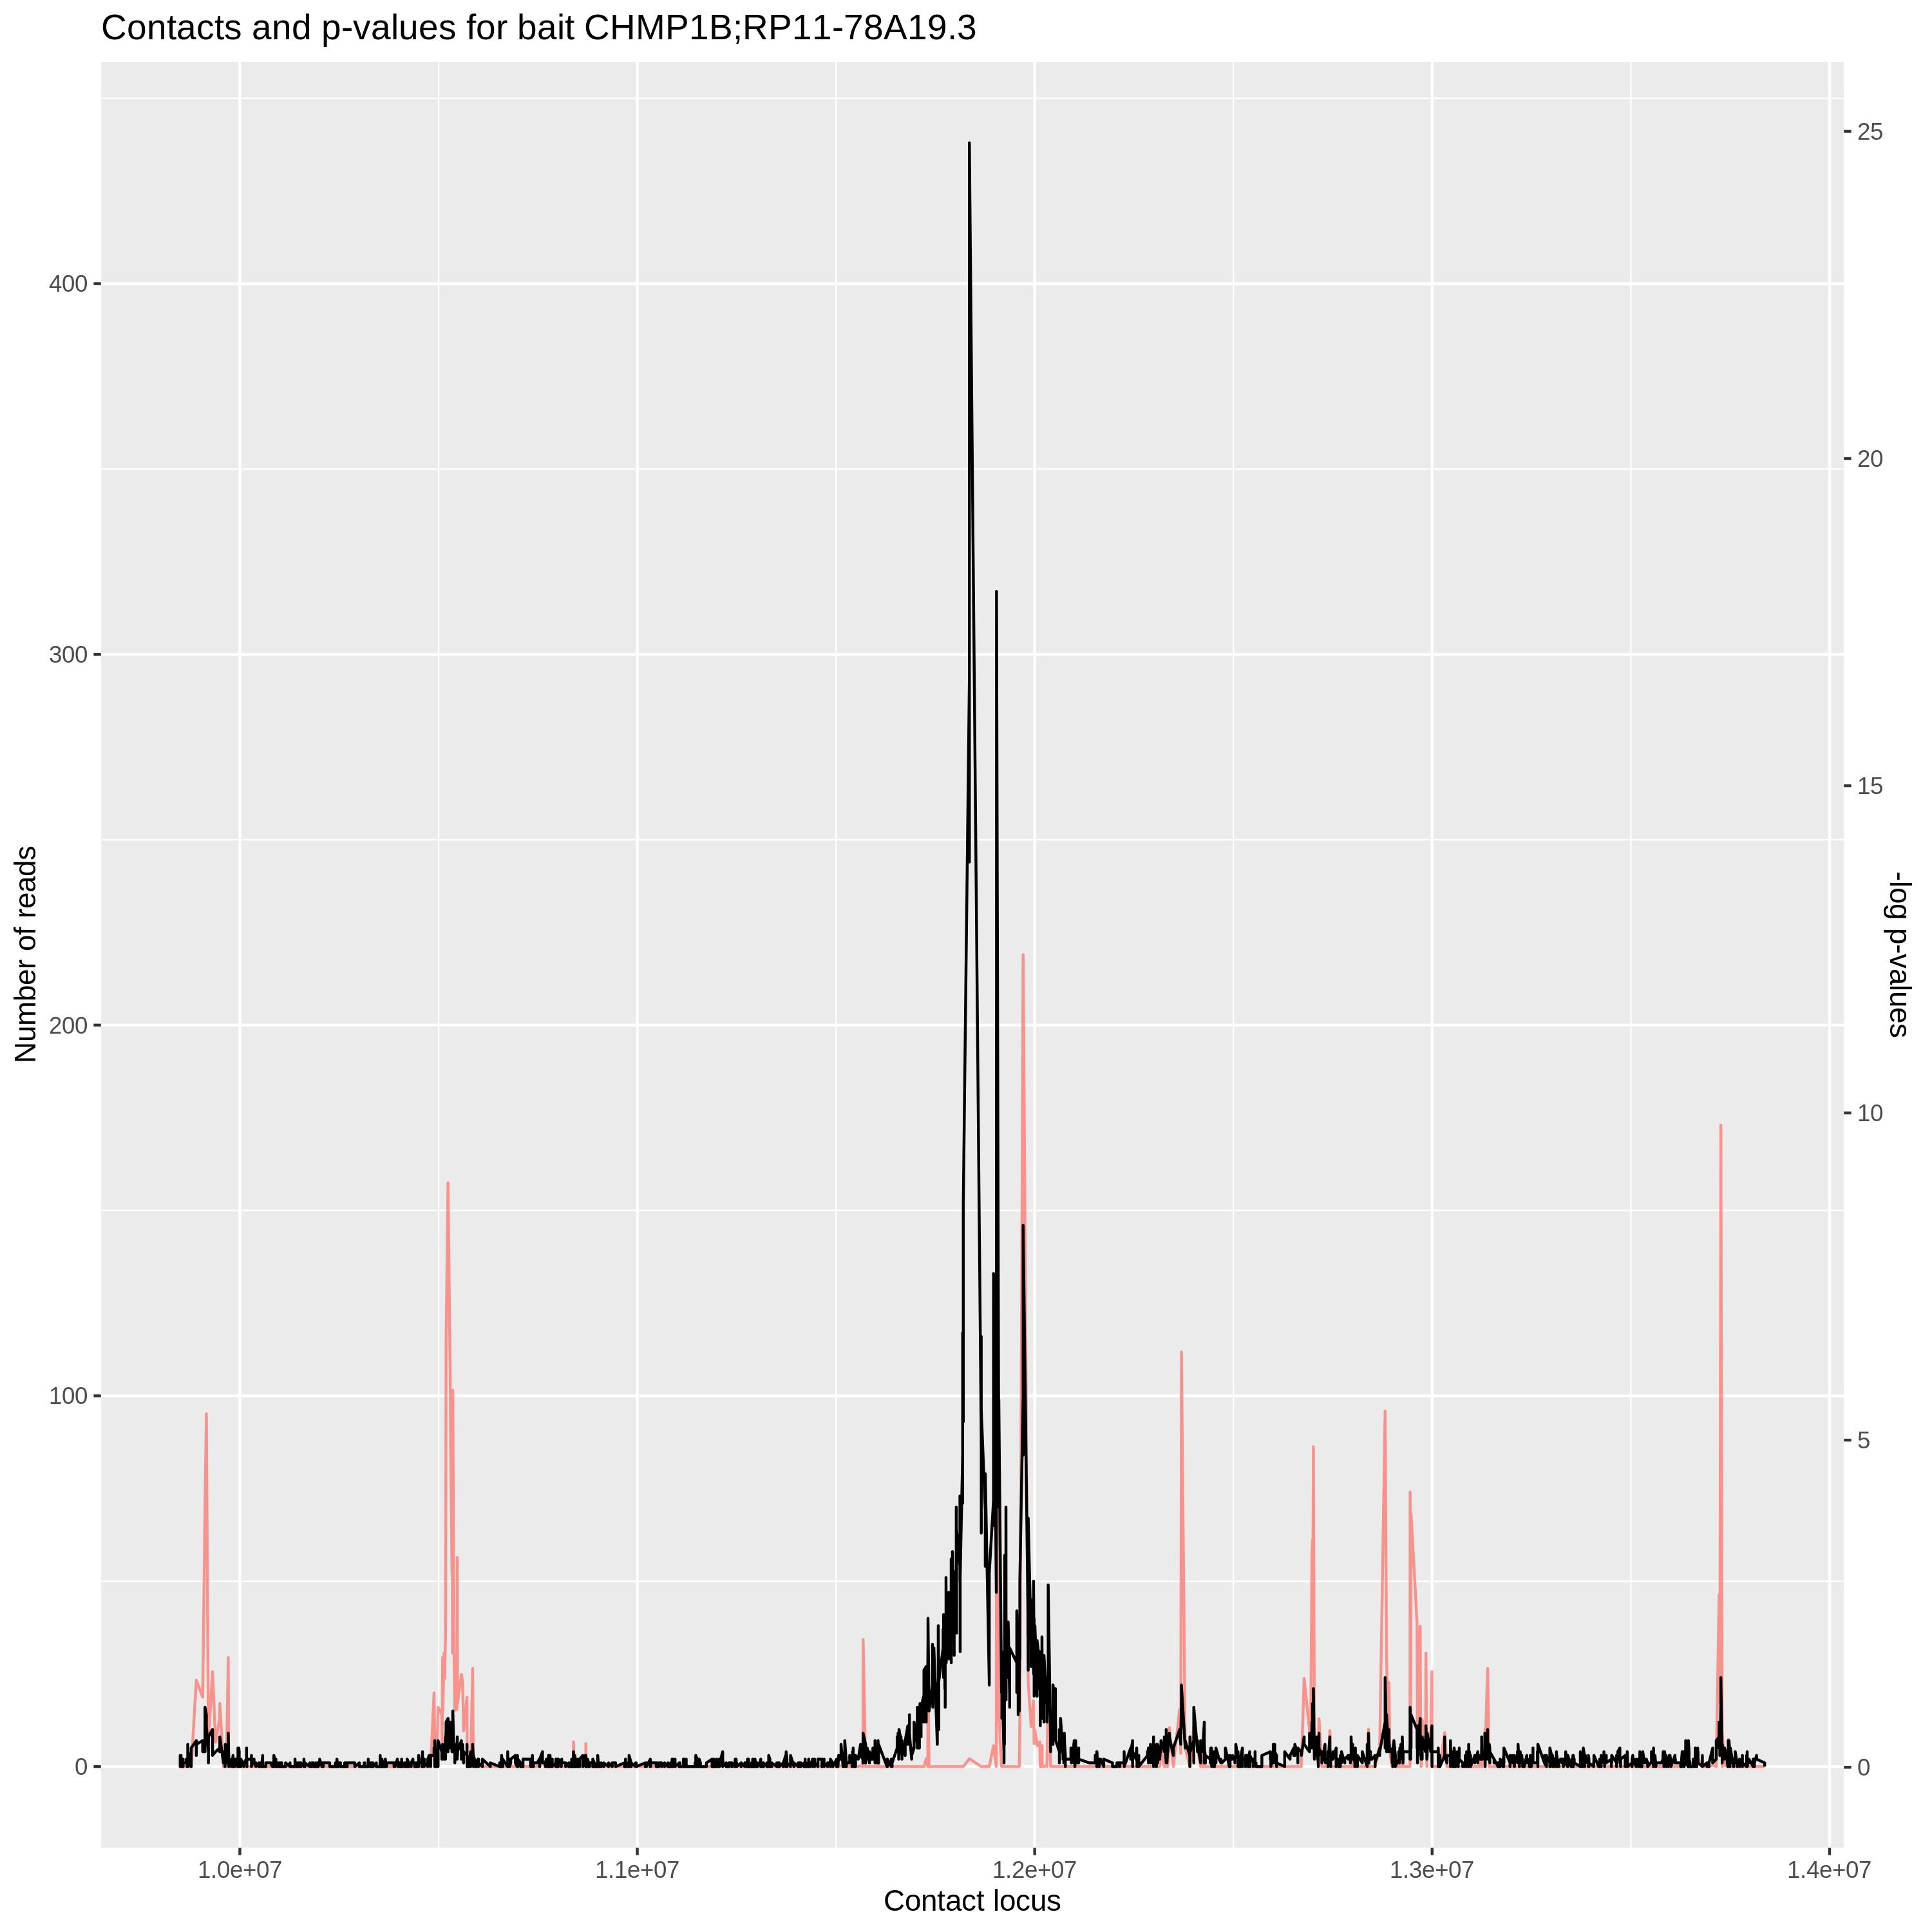 Contacts and p-values for bait CHMP1B;RP11-78A19.3
400
300
200
100
0
Number of reads
25
20
15
10
5
0
-log p-values
1.0e+07
1.1e+07
1.2e+07
1.3e+07
1.4e+07
Contact locus